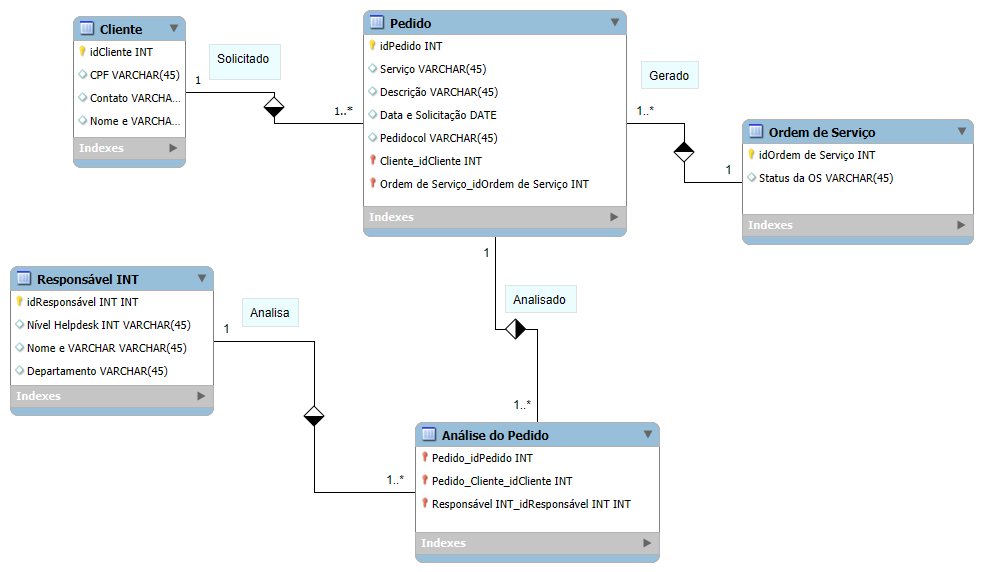 Cliente
idCliente INT
CPF VARCHAR(45)
Contato VARCHA...
Nome e VARCHA...
Indexes
Solicitado
1
1..*
Pedido
idPedido INT
Serviço VARCHAR(45)
Descrição VARCHAR(45)
Data e Solicitação DATE
Pedidocol VARCHAR(45)
Cliente_idCliente INT
Ordem de Serviço_idOrdem de Serviço INT
Indexes
Gerado
1..*
1
Ordem de Serviço
idOrdem de Serviço INT
Status da OS VARCHAR(45)
Indexes
Responsável INT
idResponsável INT INT
Nível Helpdesk INT VARCHAR(45)
Nome e VARCHAR VARCHAR(45)
Departamento VARCHAR(45)
Indexes
Analisa
1
1..*
1
Analisado
1..*
Análise do Pedido
Pedido_idPedido INT
Pedido_Cliente_idCliente INT
Responsável INT_idResponsável INT INT
Indexes